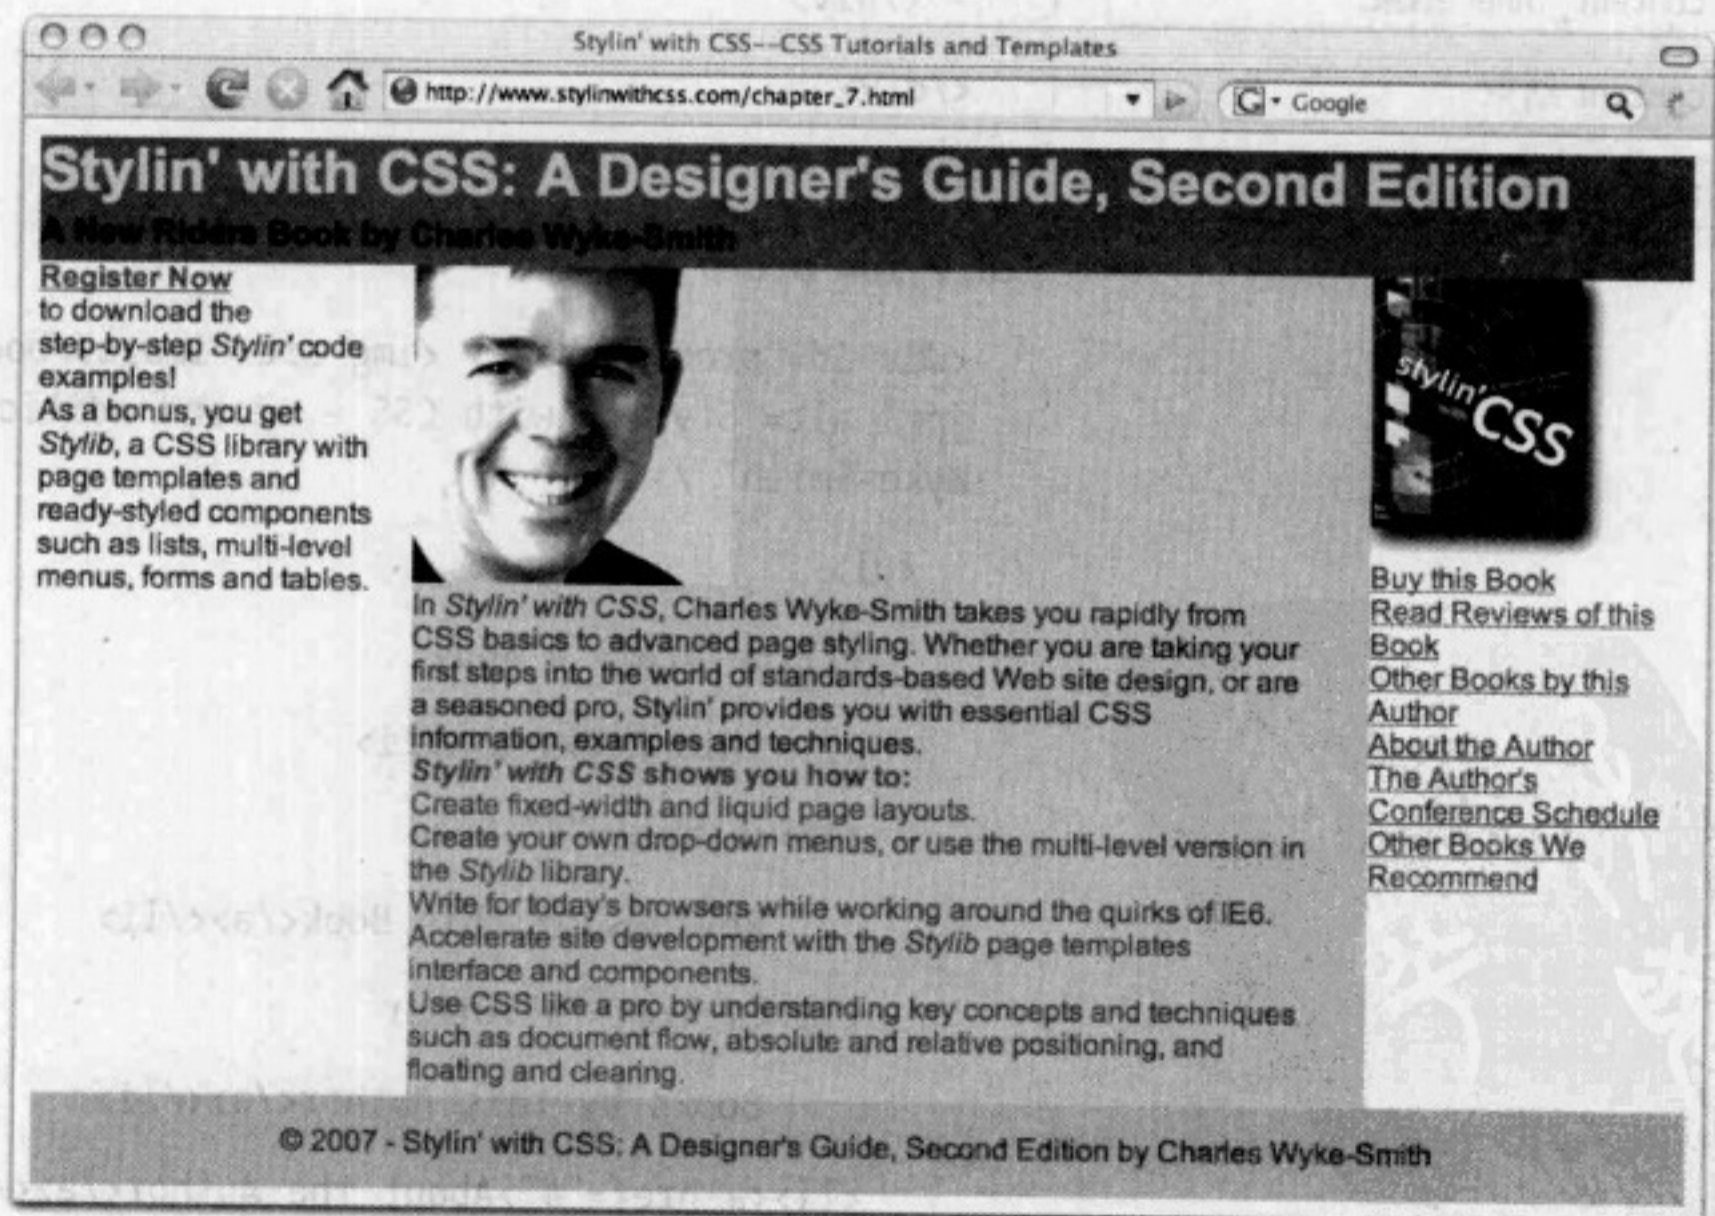 Stylin' with CSS--CSS Tutorials and Templates
http://www.stylinwithcss.com/chapter_7.html
G Google
Stylin' with CSS: A Designer's Guide, Second Edition
A New Riders Book by Charles Wyke-Smith
Register Now
to download the
step-by-step Stylin' code
examples!
As a bonus, you get
Stylib, a CSS library with
page templates and
ready-styled components
such as lists, multi-level
menus, forms and tables.
In Stylin' with CSS, Charles Wyke-Smith takes you rapidly from
CSS basics to advanced page styling. Whether you are taking your
first steps into the world of standards-based Web site design, or are
a seasoned pro, Stylin' provides you with essential CSS
information, examples and techniques.
Stylin' with CSS shows you how to:
Create fixed-width and liquid page layouts.
Create your own drop-down menus, or use the multi-level version in
the Stylib library.
Write for today's browsers while working around the quirks of IE6.
Accelerate site development with the Stylib page templates
interface and components.
Use CSS like a pro by understanding key concepts and techniques
such as document flow, absolute and relative positioning, and
floating and clearing.
stylin'
with
CSS
Buy this Book
Read Reviews of this
Book
Other Books by this
Author
About the Author
The Author's
Conference Schedule
Other Books We
Recommend
© 2007 - Stylin' with CSS: A Designer's Guide, Second Edition by Charles Wyke-Smith